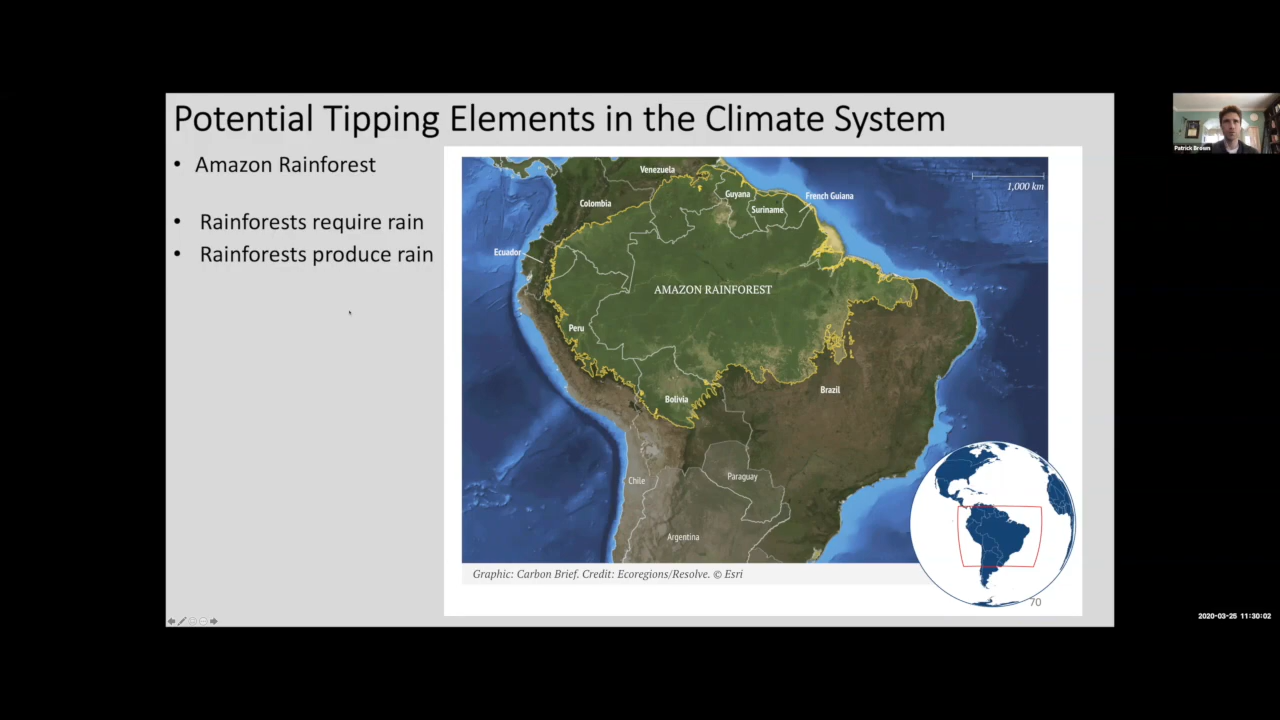 Potential Tipping Elements in the Climate System
• Amazon Rainforest
• Rainforests require rain
• Rainforests produce rain
Venezuela
1,000 km
Guyana
French Guiana
Colombia
Suriname
Ecuador
AMAZON RAINFOREST
Peru
Brazil
Bolivia
Chile
Paraguay
Argentina
Graphic: Carbon Brief. Credit: Ecoregions/Resolve. © Esri
70
Patrick Brown
2020-03-25 11:30:02